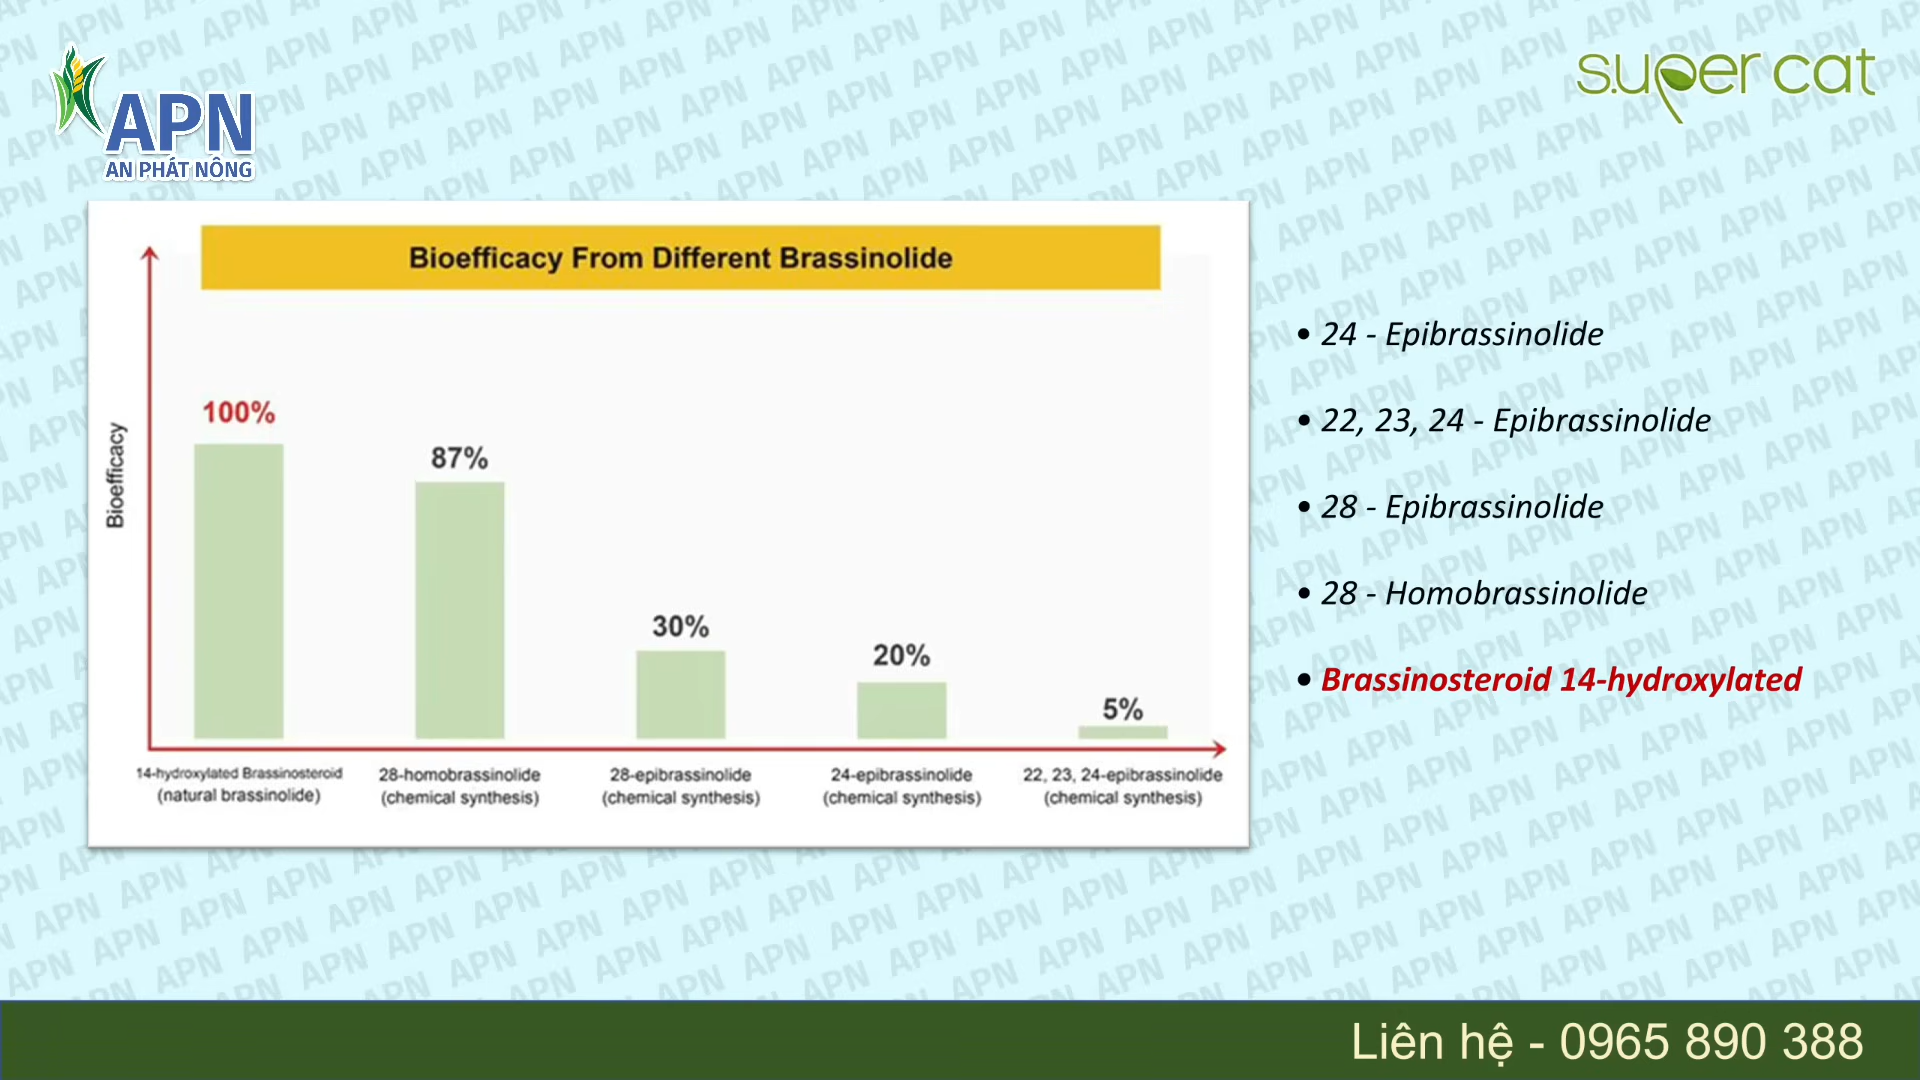 APN
AN PHÁT NÔNG
super cat
Bioefficacy From Different Brassinolide
Bioefficacy
100%
87%
30%
20%
5%
14-hydroxylated Brassinosteroid
(natural brassinolide)
28-homobrassinolide
(chemical synthesis)
28-epibrassinolide
(chemical synthesis)
24-epibrassinolide
(chemical synthesis)
22, 23, 24-epibrassinolide
(chemical synthesis)
• 24 - Epibrassinolide
• 22, 23, 24 - Epibrassinolide
• 28 - Epibrassinolide
• 28 - Homobrassinolide
• Brassinosteroid 14-hydroxylated
Liên hệ - 0965 890 388